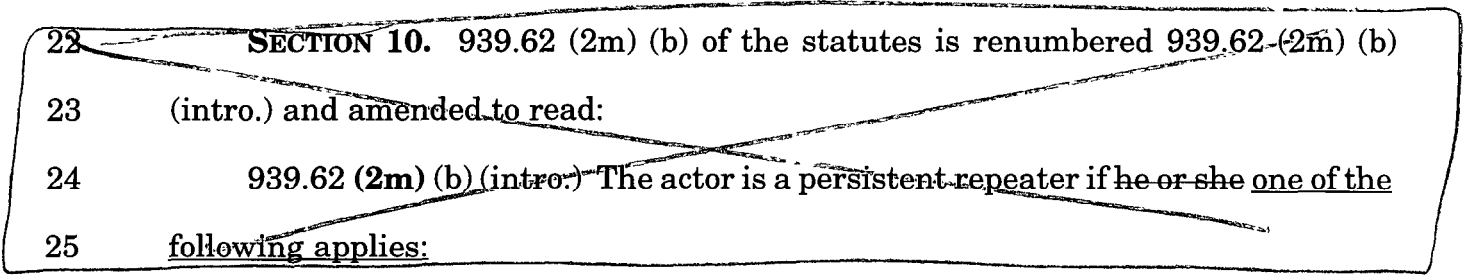 22 SECTION 10. 939.62 (2m) (b) of the statutes is renumbered 939.62 (2m) (b)
23 (intro.) and amended to read:
24 939.62 (2m) (b) (intro.) The actor is a persistent repeater if he or she one of the
25 following applies: